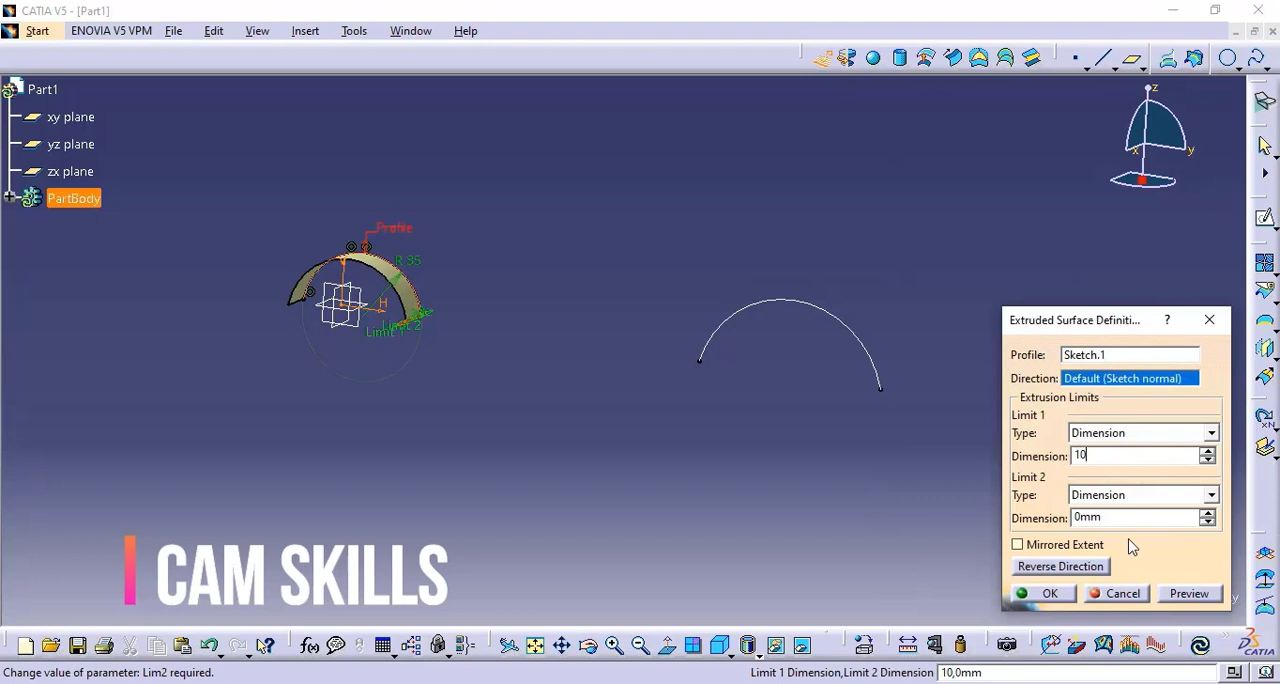 CATIA V5 - [Part1]
Start ENOVIA V5 VPM File Edit View Insert Tools Window Help
Part1
xy plane
yz plane
zx plane
PartBody
z
x
y
Profile
R 35
H
Limit 2
Extruded Surface Definiti... ?
Profile: Sketch.1
Direction: Default (Sketch normal)
Extrusion Limits
Limit 1
Type: Dimension
Dimension: 10
Limit 2
Type: Dimension
Dimension: 0mm
Mirrored Extent
Reverse Direction
OK Cancel Preview
CAM SKILLS
f(x)
CATIA
Change value of parameter: Lim2 required.
Limit 1 Dimension,Limit 2 Dimension 10,0mm